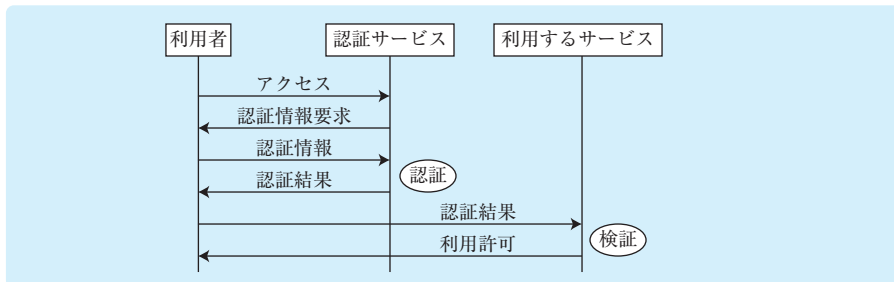 利用者 認証サービス 利用するサービス
アクセス
認証情報要求
認証情報
認証
認証結果
認証結果
検証
利用許可